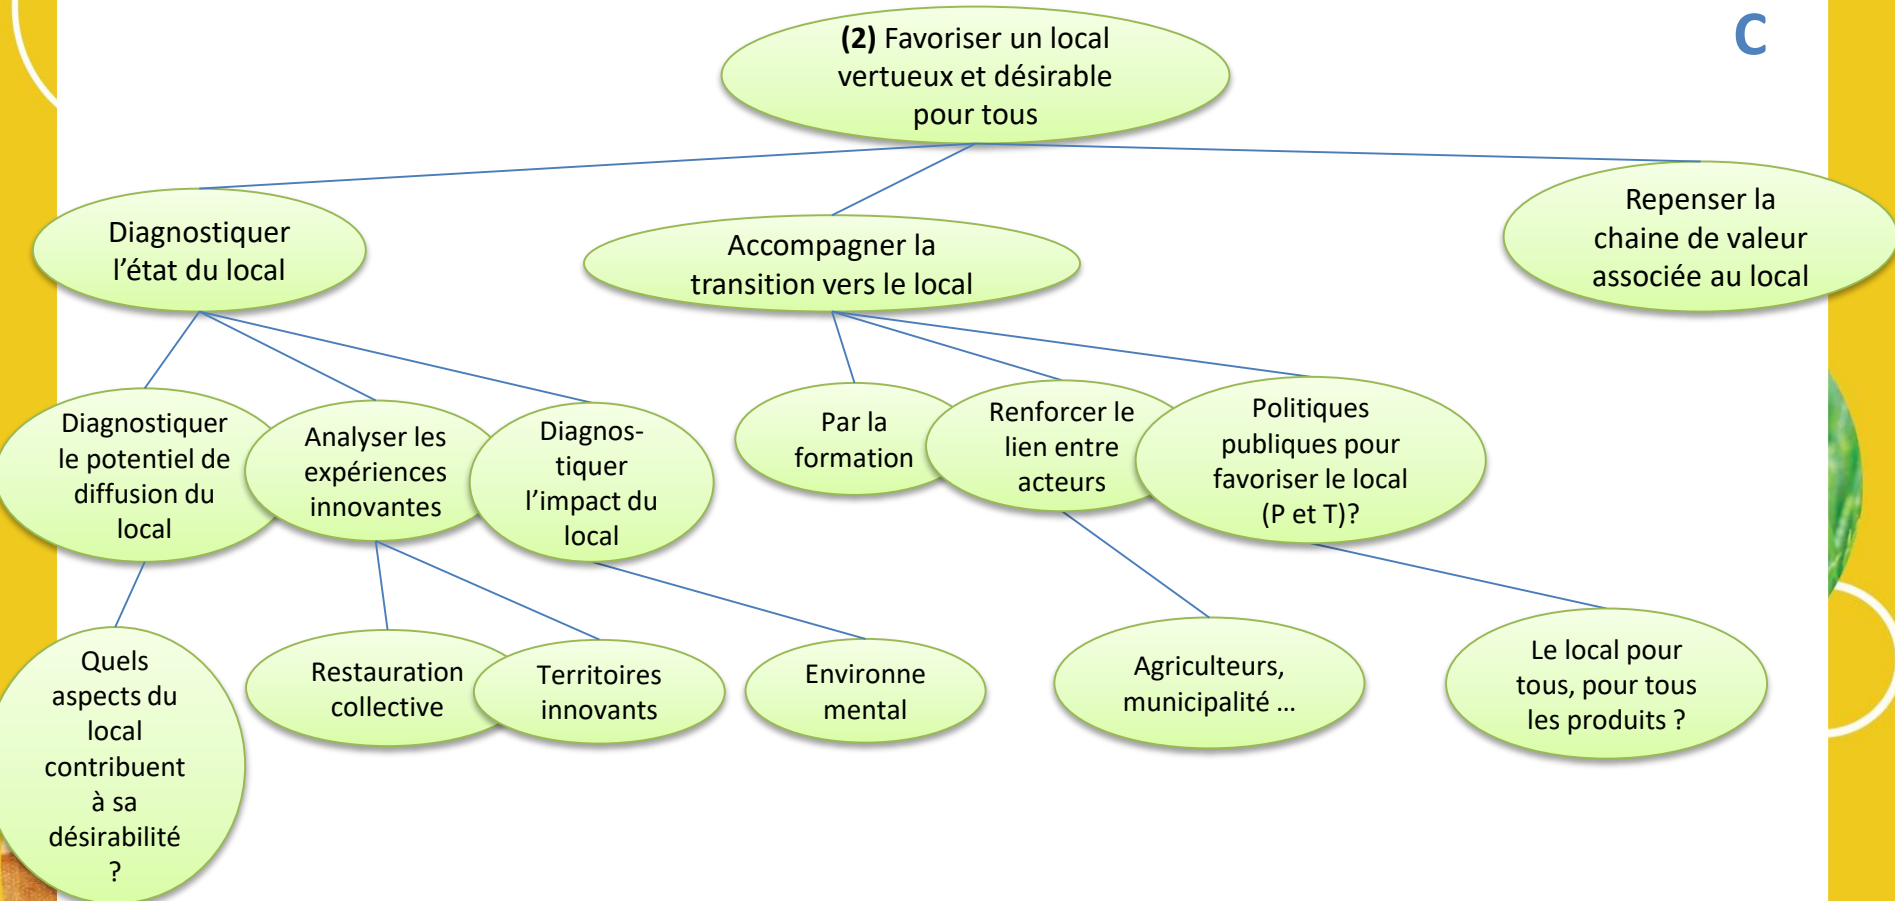 (2) Favoriser un local
vertueux et désirable
pour tous
C
Diagnostiquer
l’état du local
Accompagner la
transition vers le local
Repenser la
chaine de valeur
associée au local
Diagnostiquer
le potentiel de
diffusion du
local
Analyser les
expériences
innovantes
Diagnos-
tiquer
l’impact du
local
Par la
formation
Renforcer le
lien entre
acteurs
Politiques
publiques pour
favoriser le local
(P et T)?
Quels
aspects du
local
contribuent
à sa
désirabilité
?
Restauration
collective
Territoires
innovants
Environne
mental
Agriculteurs,
municipalité ...
Le local pour
tous, pour tous
les produits ?